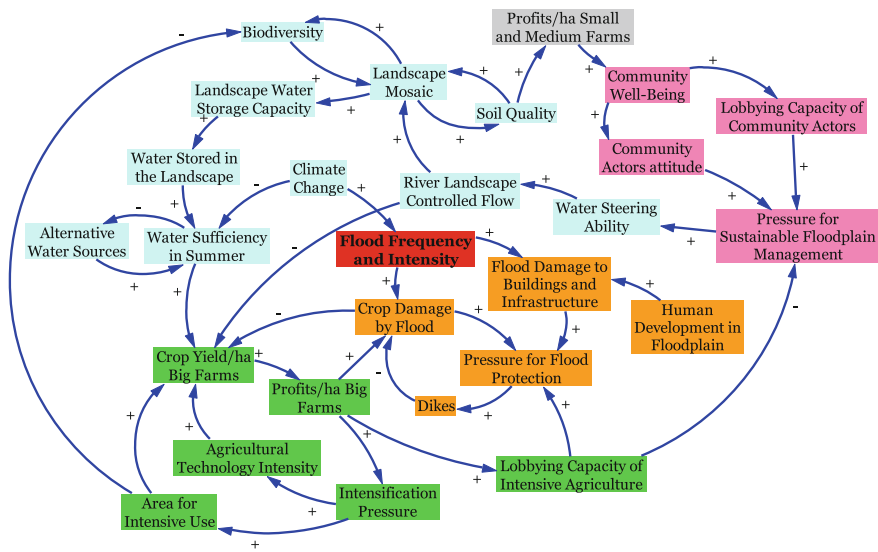 Profits/ha Small
and Medium Farms
Biodiversity
Landscape
Mosaic
Community
Well-Being
Landscape Water
Storage Capacity
Soil Quality
Lobbying Capacity of
Community Actors
Water Stored in
the Landscape
Climate
Change
Community
Actors attitude
River Landscape
Controlled Flow
Water Steering
Ability
Pressure for
Sustainable Floodplain
Management
Alternative
Water Sources
Water Sufficiency
in Summer
Flood Frequency
and Intensity
Flood Damage to
Buildings and
Infrastructure
Crop Damage
by Flood
Human
Development in
Floodplain
Crop Yield/ha
Big Farms
Pressure for Flood
Protection
Profits/ha Big
Farms
Dikes
Agricultural
Technology Intensity
Lobbying Capacity of
Intensive Agriculture
Intensification
Pressure
Area for
Intensive Use